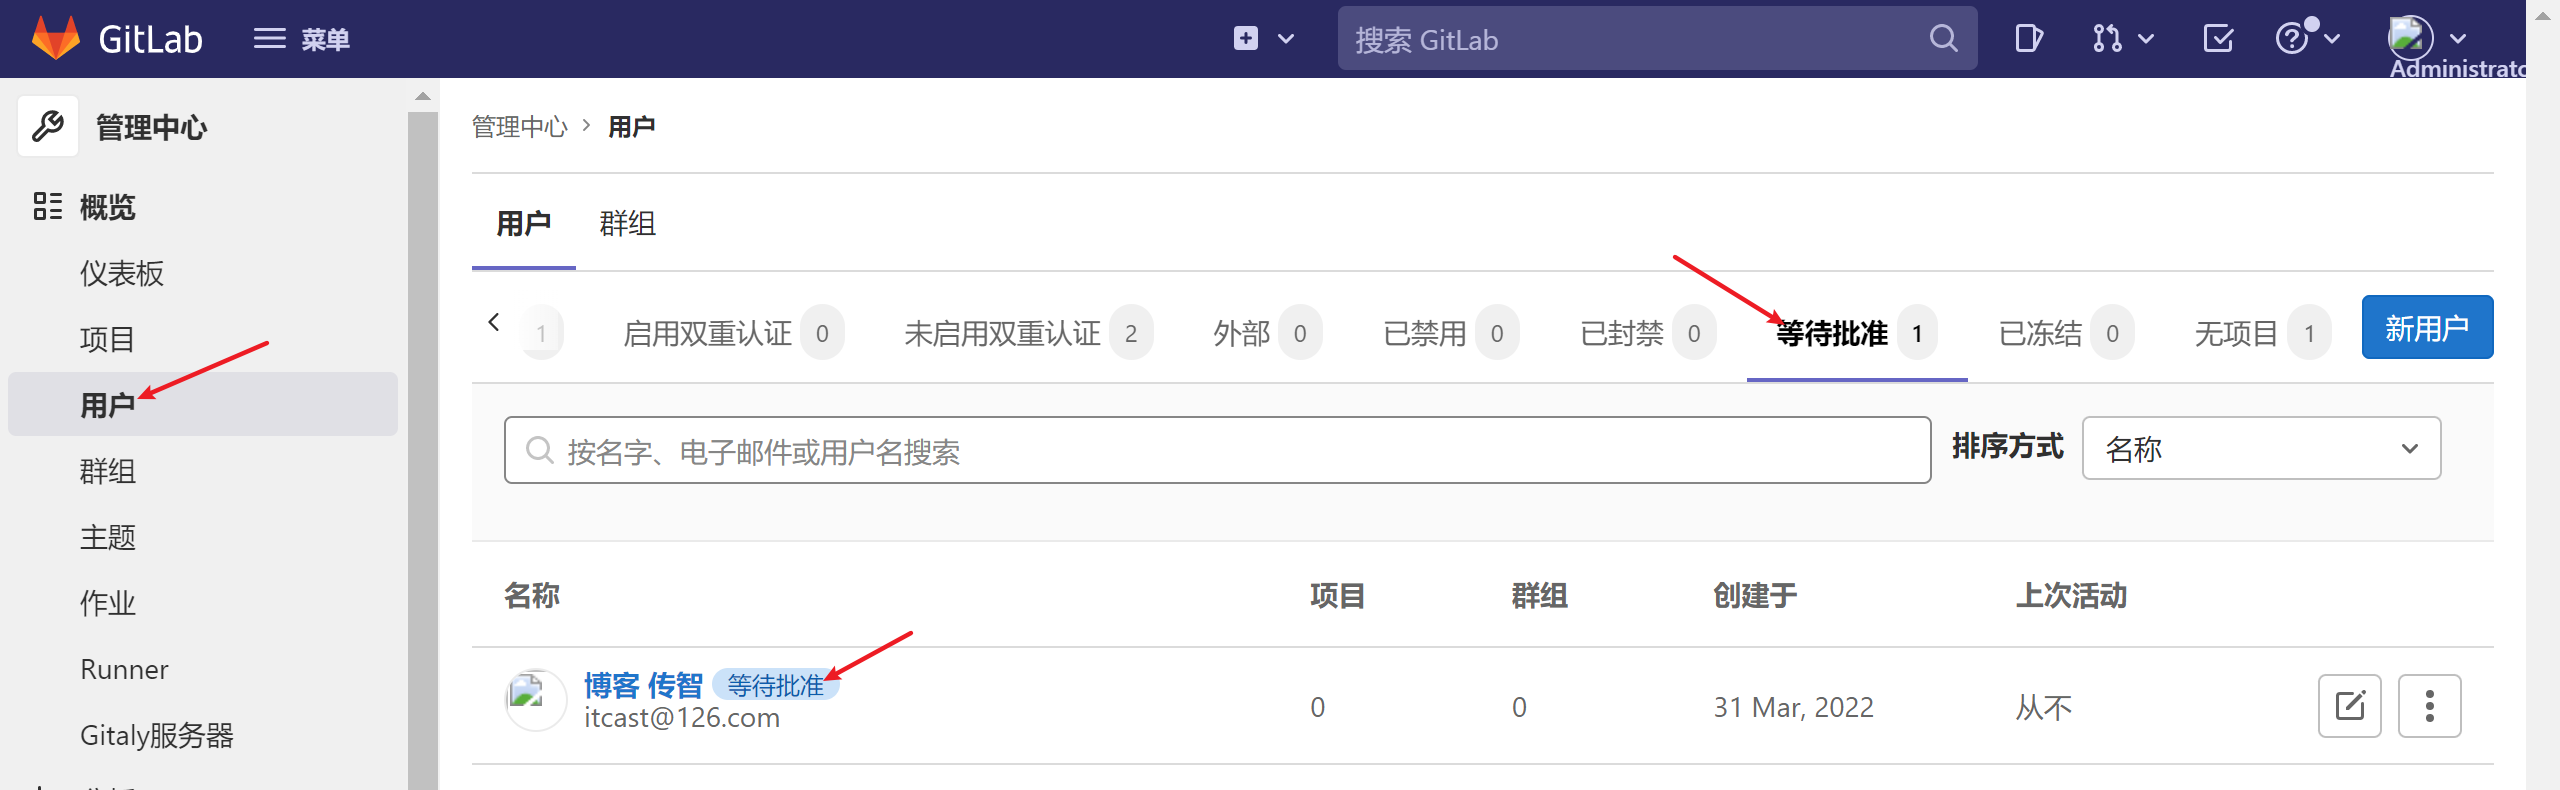 GitLab 菜单 搜索 GitLab
Administrato
管理中心
概览
仪表板
项目
用户
群组
主题
作业
Runner
Gitaly服务器
管理中心 > 用户
用户 群组
1 启用双重认证 0 未启用双重认证 2 外部 0 已禁用 0 已封禁 0 等待批准 1 已冻结 0 无项目 1 新用户
按名字、电子邮件或用户名搜索 排序方式 名称
名称 项目 群组 创建于 上次活动
博客 传智 等待批准
itcast@126.com 0 0 31 Mar, 2022 从不